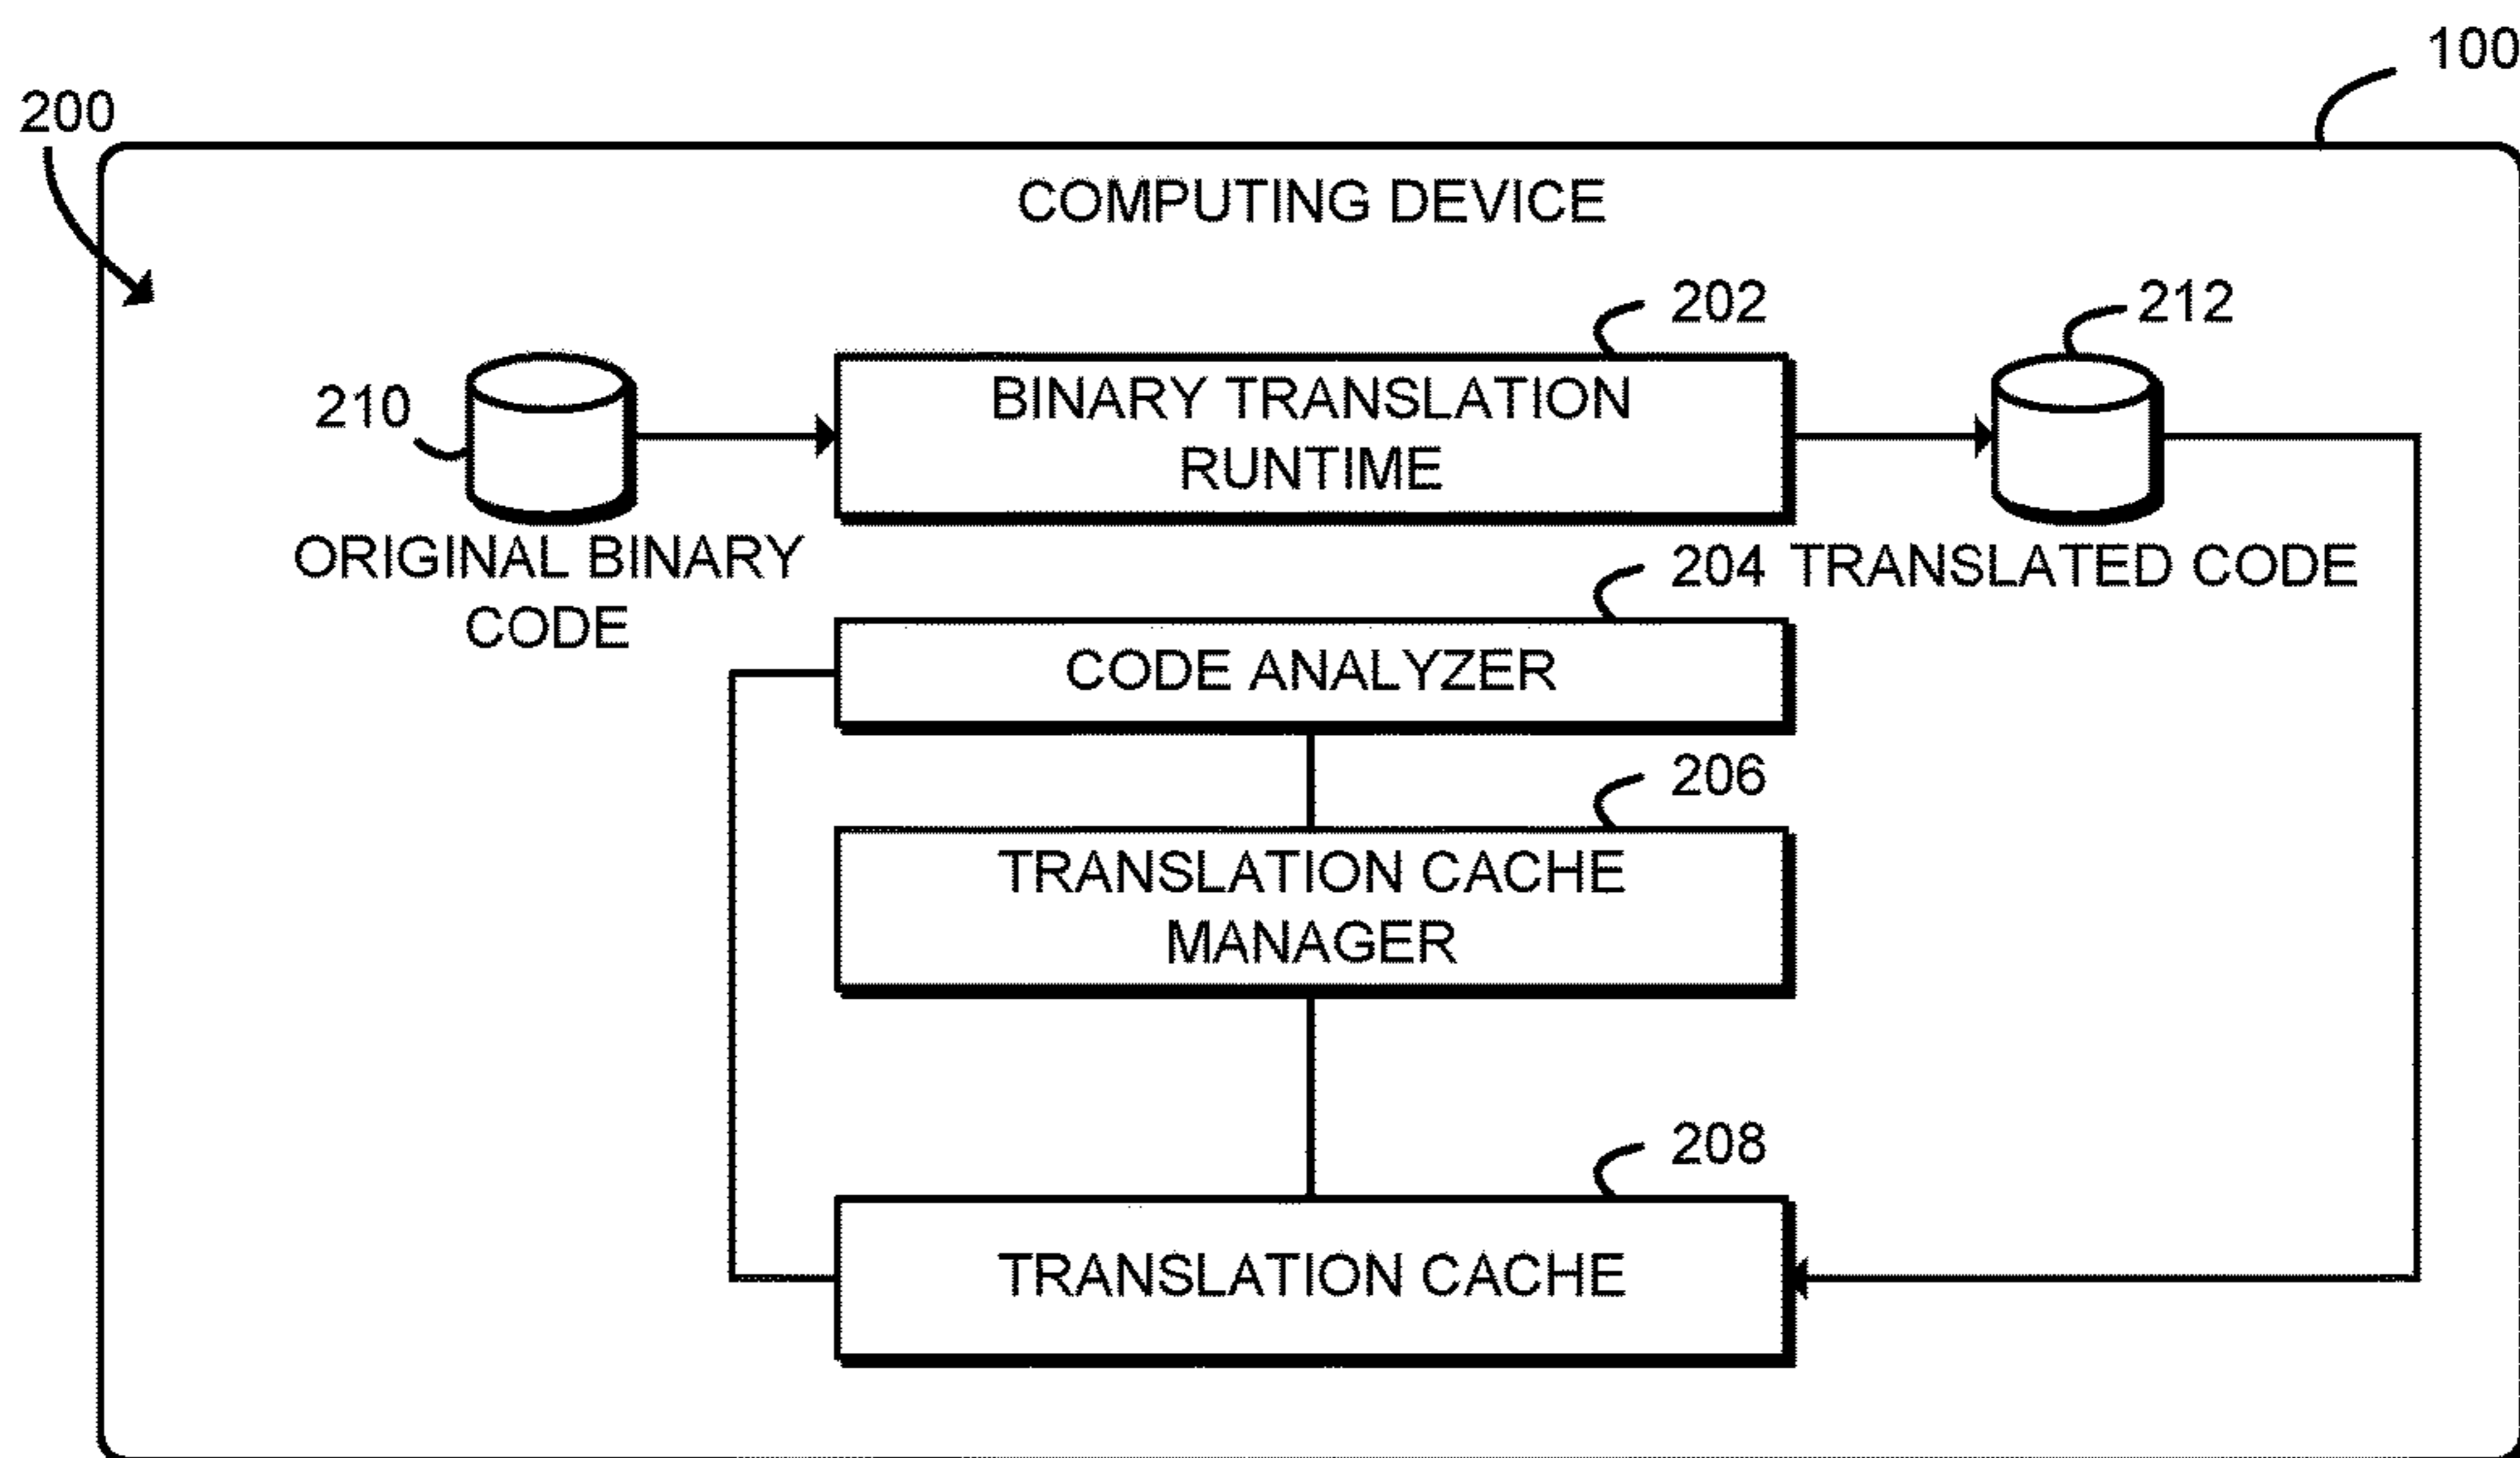 100
200
COMPUTING DEVICE
202
212
210
BINARY TRANSLATION
RUNTIME
ORIGINAL BINARY
CODE
204
TRANSLATED CODE
CODE ANALYZER
206
TRANSLATION CACHE
MANAGER
208
TRANSLATION CACHE